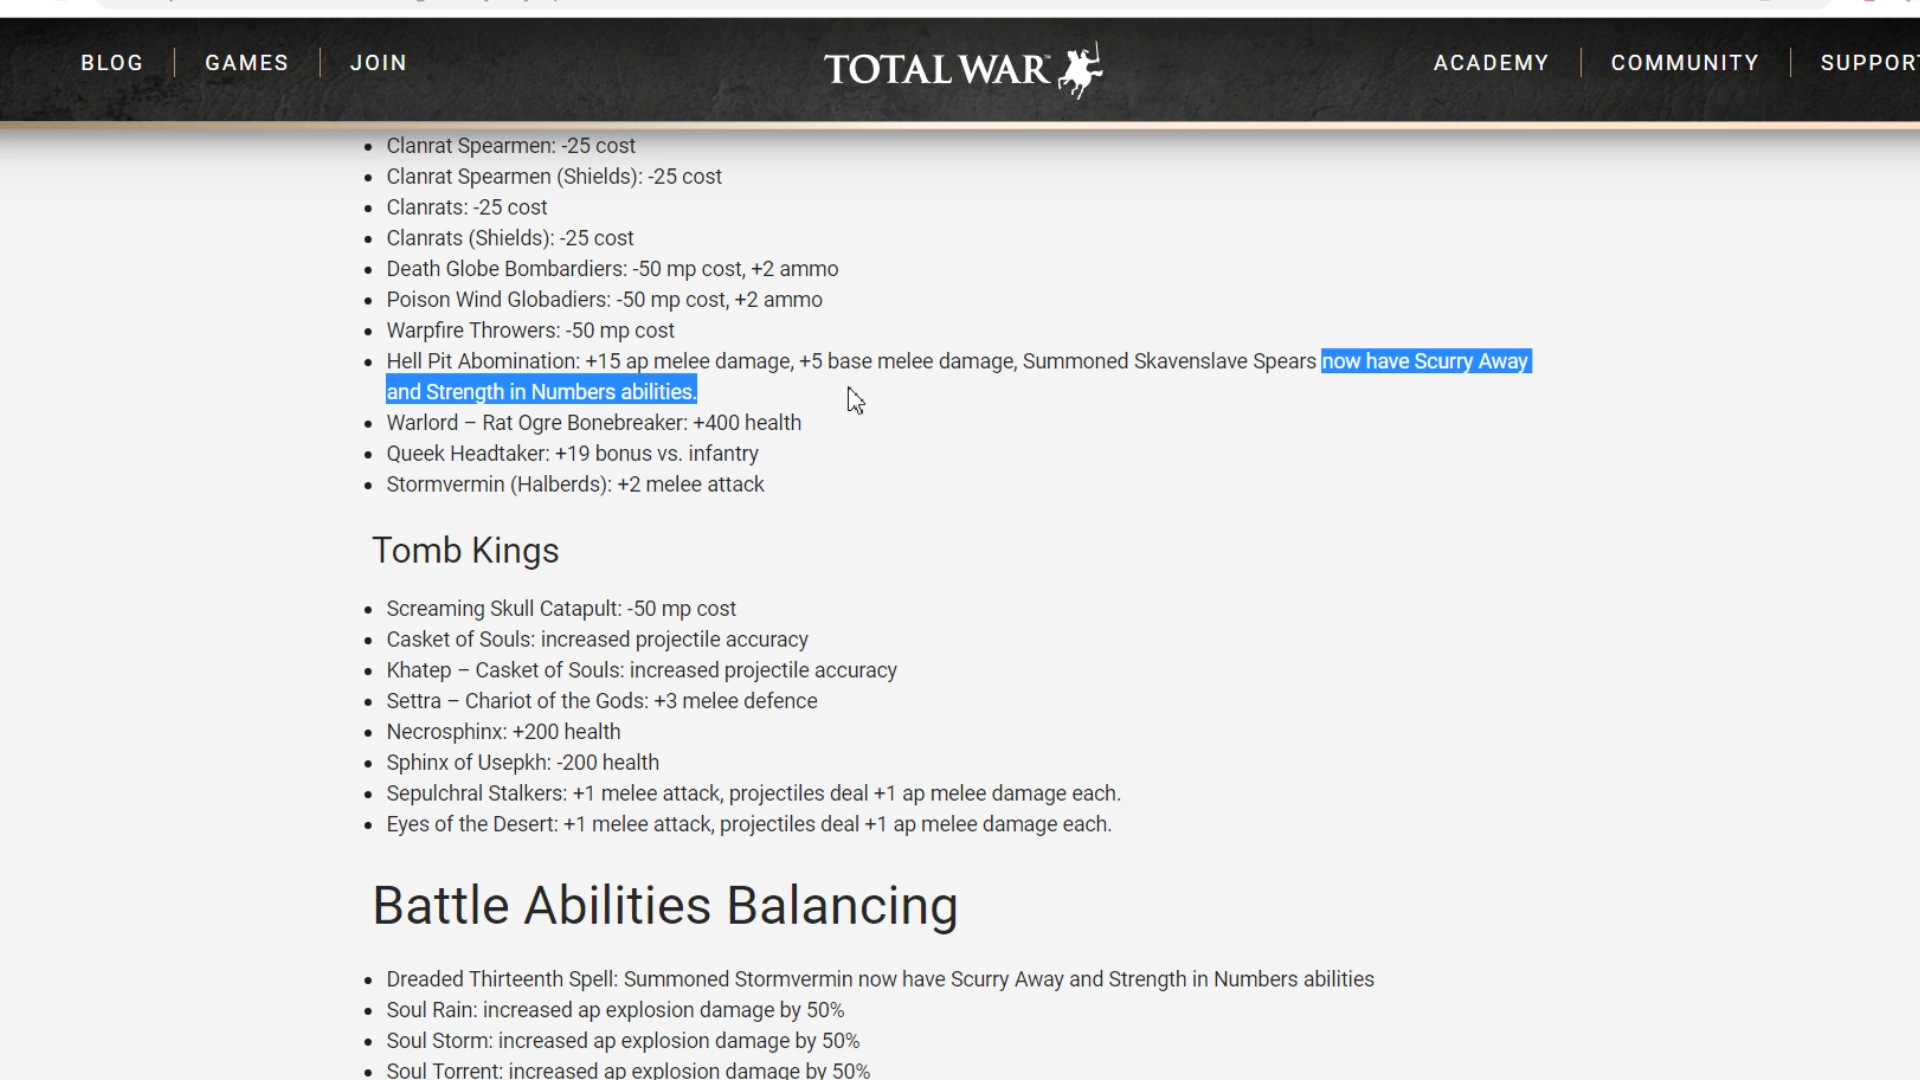 BLOG
GAMES
JOIN
TOTAL WAR
ACADEMY
COMMUNITY
SUPPORT
Clanrat Spearmen: -25 cost
Clanrat Spearmen (Shields): -25 cost
Clanrats: -25 cost
Clanrats (Shields): -25 cost
Death Globe Bombardiers: -50 mp cost, +2 ammo
Poison Wind Globadiers: -50 mp cost, +2 ammo
Warpfire Throwers: -50 mp cost
Hell Pit Abomination: +15 ap melee damage, +5 base melee damage, Summoned Skavenslave Spears now have Scurry Away
and Strength in Numbers abilities.
Warlord – Rat Ogre Bonebreaker: +400 health
Queek Headtaker: +19 bonus vs. infantry
Stormvermin (Halberds): +2 melee attack
Tomb Kings
Screaming Skull Catapult: -50 mp cost
Casket of Souls: increased projectile accuracy
Khatep – Casket of Souls: increased projectile accuracy
Settra – Chariot of the Gods: +3 melee defence
Necrosphinx: +200 health
Sphinx of Usepkh: -200 health
Sepulchral Stalkers: +1 melee attack, projectiles deal +1 ap melee damage each.
Eyes of the Desert: +1 melee attack, projectiles deal +1 ap melee damage each.
Battle Abilities Balancing
Dreaded Thirteenth Spell: Summoned Stormvermin now have Scurry Away and Strength in Numbers abilities
Soul Rain: increased ap explosion damage by 50%
Soul Storm: increased ap explosion damage by 50%
Soul Torrent: increased ap explosion damage by 50%